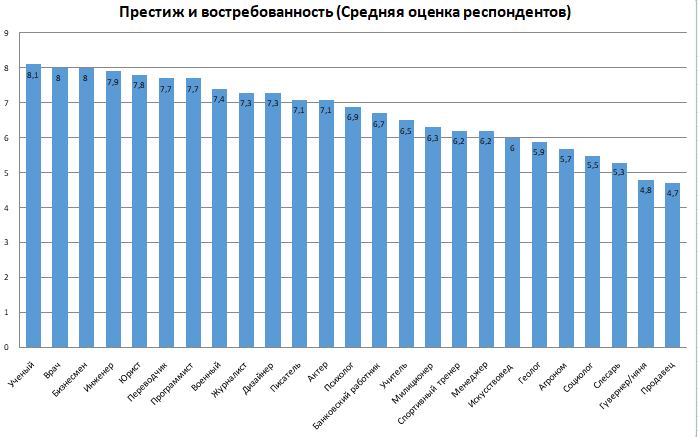 Престиж и востребованность (Средняя оценка респондентов)
9
8
7
6
5
4
3
2
1
0
8,1
8
8
7,9
7,8
7,7
7,7
7,4
7,3
7,3
7,1
7,1
6,9
6,7
6,5
6,3
6,2
6,2
6
5,9
5,7
5,5
5,3
4,8
4,7
Ученый
Врач
Бизнесмен
Инженер
Юрист
Переводчик
Программист
Военный
Журналист
Дизайнер
Писатель
Актер
Психолог
Банковский работник
Учитель
Милиционер
Спортивный тренер
Менеджер
Искусствовед
Геолог
Агроном
Социолог
Слесарь
Гувернер/няня
Продавец